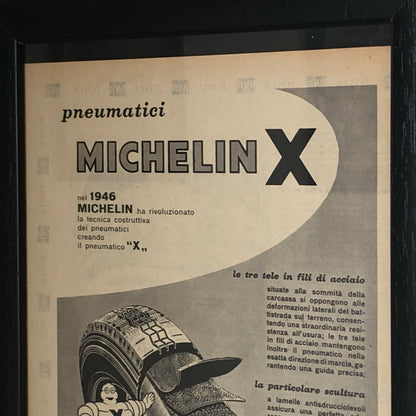 pneumatici
MICHELIN X
nel 1946
MICHELIN ha rivoluzionato
la tecnica costruttiva
dei pneumatici
creando
il pneumatico "X„
le tre tele in fili di acciaio
situate alla sommità della
carcassa si oppongono alle
deformazioni laterali del bat-
tistrada sul terreno, consen-
tendo una straordinaria resi-
stenza all'usura; le tre tele
in fili di acciaio mantengono
inoltre il pneumatico nella
esatta direzione di marcia, ga-
rantendo una guida precisa.
la particolare scultura
a lamelle antisdrucciolevoli
assicura una perfetta
X